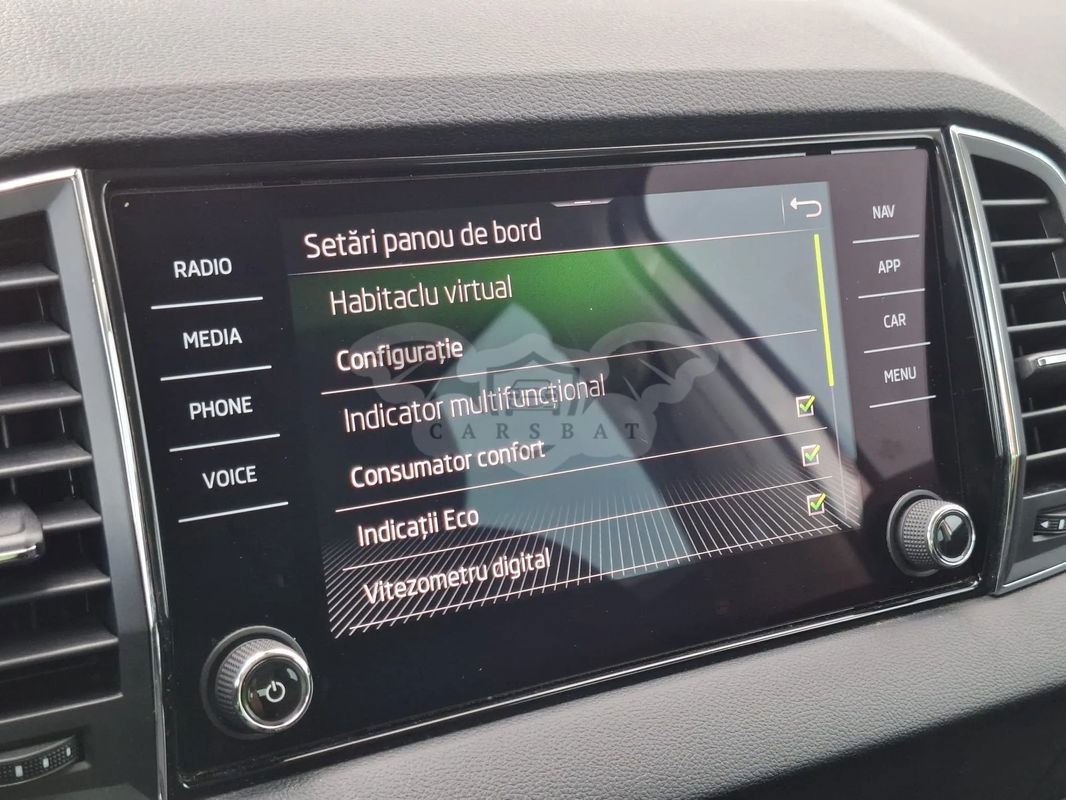 RADIO
MEDIA
PHONE
VOICE
Setări panou de bord
Habitaclu virtual
Configurație
Indicator multifuncțional
Consumator confort
Indicații Eco
Vitezometru digital
NAV
APP
CAR
MENU
CARSBAT